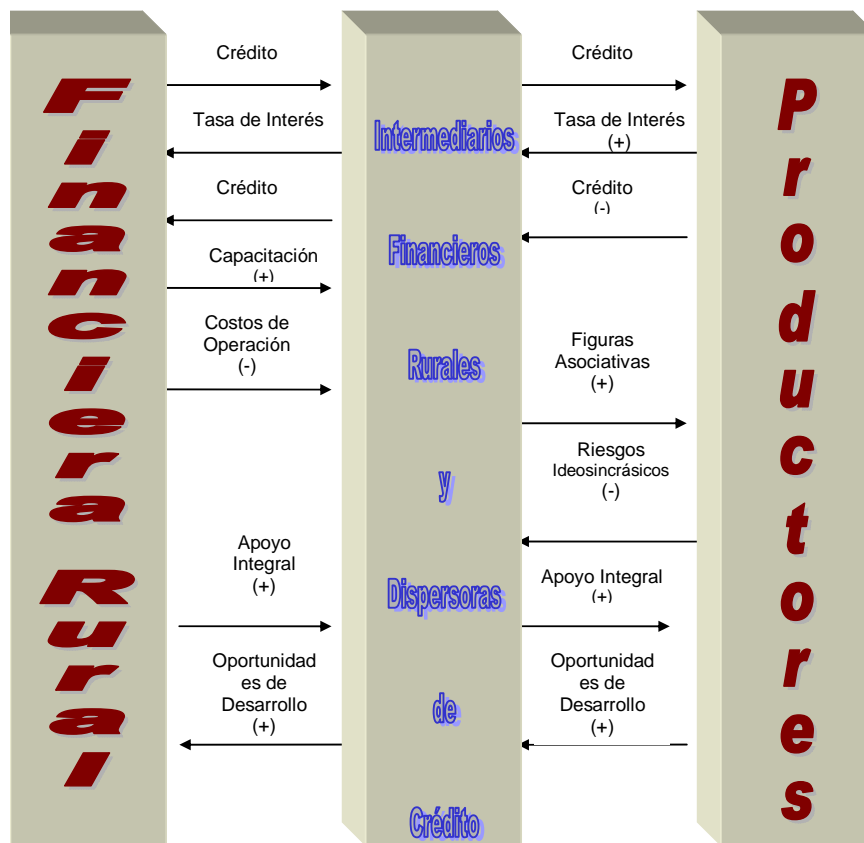 Financiera Rural
Crédito
Tasa de Interés
Crédito
Capacitación
(+)
Costos de
Operación
(-)
Apoyo
Integral
(+)
Oportunidad
es de
Desarrollo
(+)
Intermediarios
Financieros
Rurales
y
Dispersoras
de
Crédito
Crédito
Tasa de Interés
(+)
Crédito
(-)
Figuras
Asociativas
(+)
Riesgos
Ideosincrásicos
(-)
Apoyo Integral
(+)
Oportunidad
es de
Desarrollo
(+)
Productores